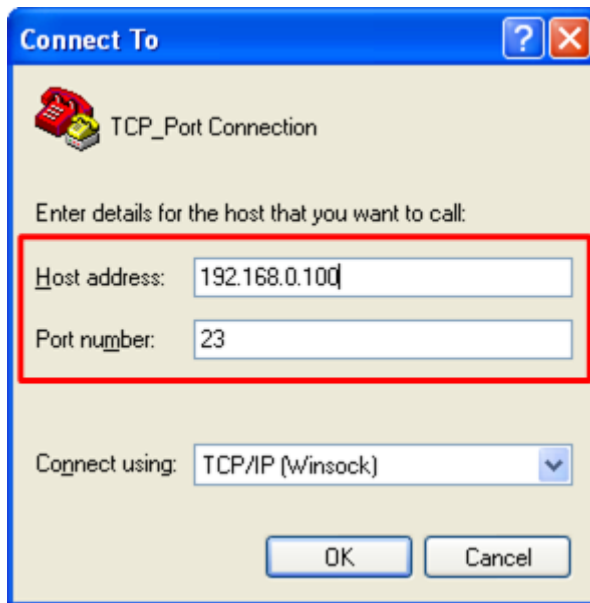 Connect To
TCP_Port Connection
Enter details for the host that you want to call:
Host address: 192.168.0.100
Port number: 23
Connect using: TCP/IP (Winsock)
OK Cancel